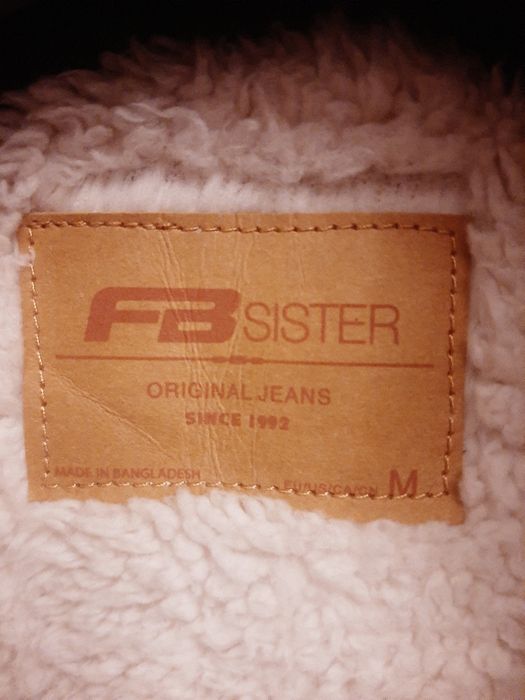 FB SISTER
ORIGINAL JEANS
SINCE 1992
MADE IN BANGLADESH
EU/US/CA/CN M